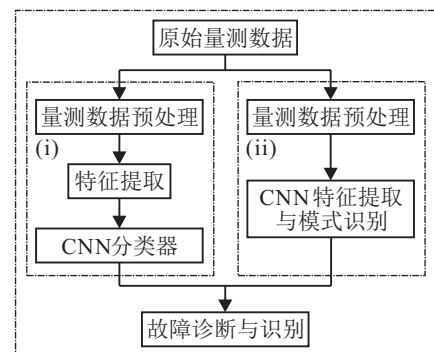 原始量测数据
量测数据预处理
(i)
特征提取
CNN分类器
量测数据预处理
(ii)
CNN特征提取
与模式识别
故障诊断与识别